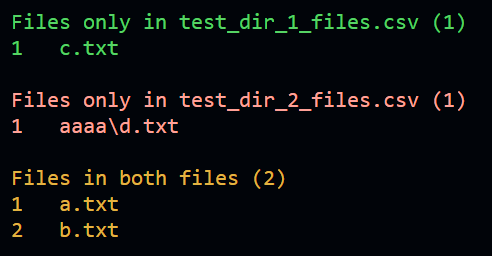 Files only in test_dir_1_files.csv (1)
1   c.txt
Files only in test_dir_2_files.csv (1)
1   aaaa\d.txt
Files in both files (2)
1   a.txt
2   b.txt